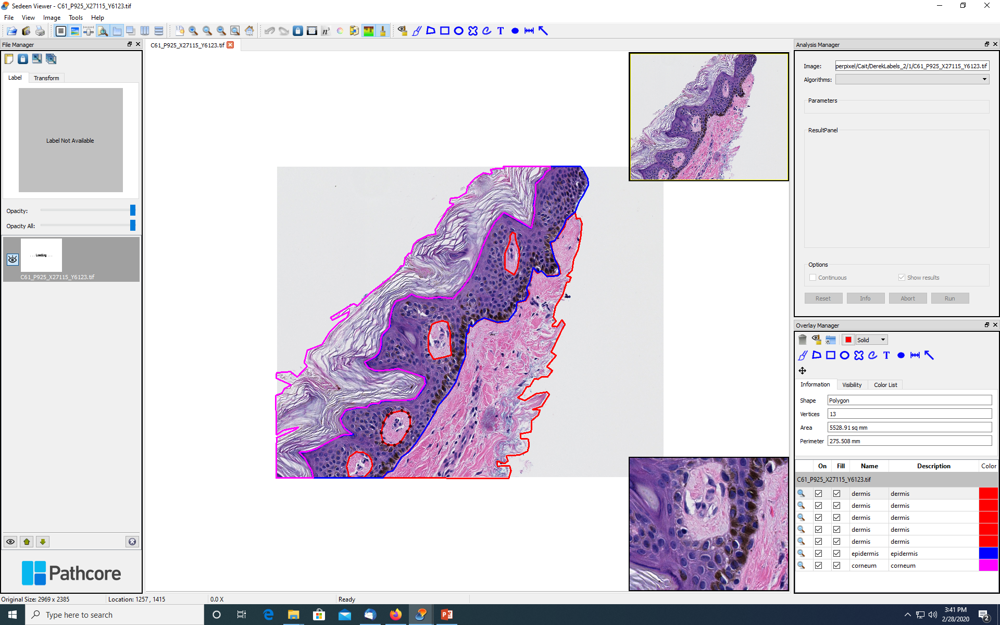 Sedeen Viewer - C61_P925_X27115_Y6123.tif
File View Image Tools Help
File Manager
C61_P925_X27115_Y6123.tif
Analysis Manager
Label Transform
Label Not Available
Opacity:
Opacity All:
... Loading ...
C61_P925_X27115_Y6123.tif
Pathcore
Image: perpixel/Cait/DerekLabels_2/1/C61_P925_X27115_Y6123.tif
Algorithms:
Parameters
ResultPanel
Options
Continuous Show results
Reset Info Abort Run
Overlay Manager
Solid
Information Visibility Color List
Shape Polygon
Vertices 13
Area 5528.91 sq mm
Perimeter 275.508 mm
On Fill Name Description Color
C61_P925_X27115_Y6123.tif
dermis dermis
dermis dermis
dermis dermis
dermis dermis
dermis dermis
epidermis epidermis
corneum corneum
Original Size: 2969 x 2385 Location: 1257 , 1415 0.0 X Ready
Type here to search
3:41 PM
2/28/2020
2